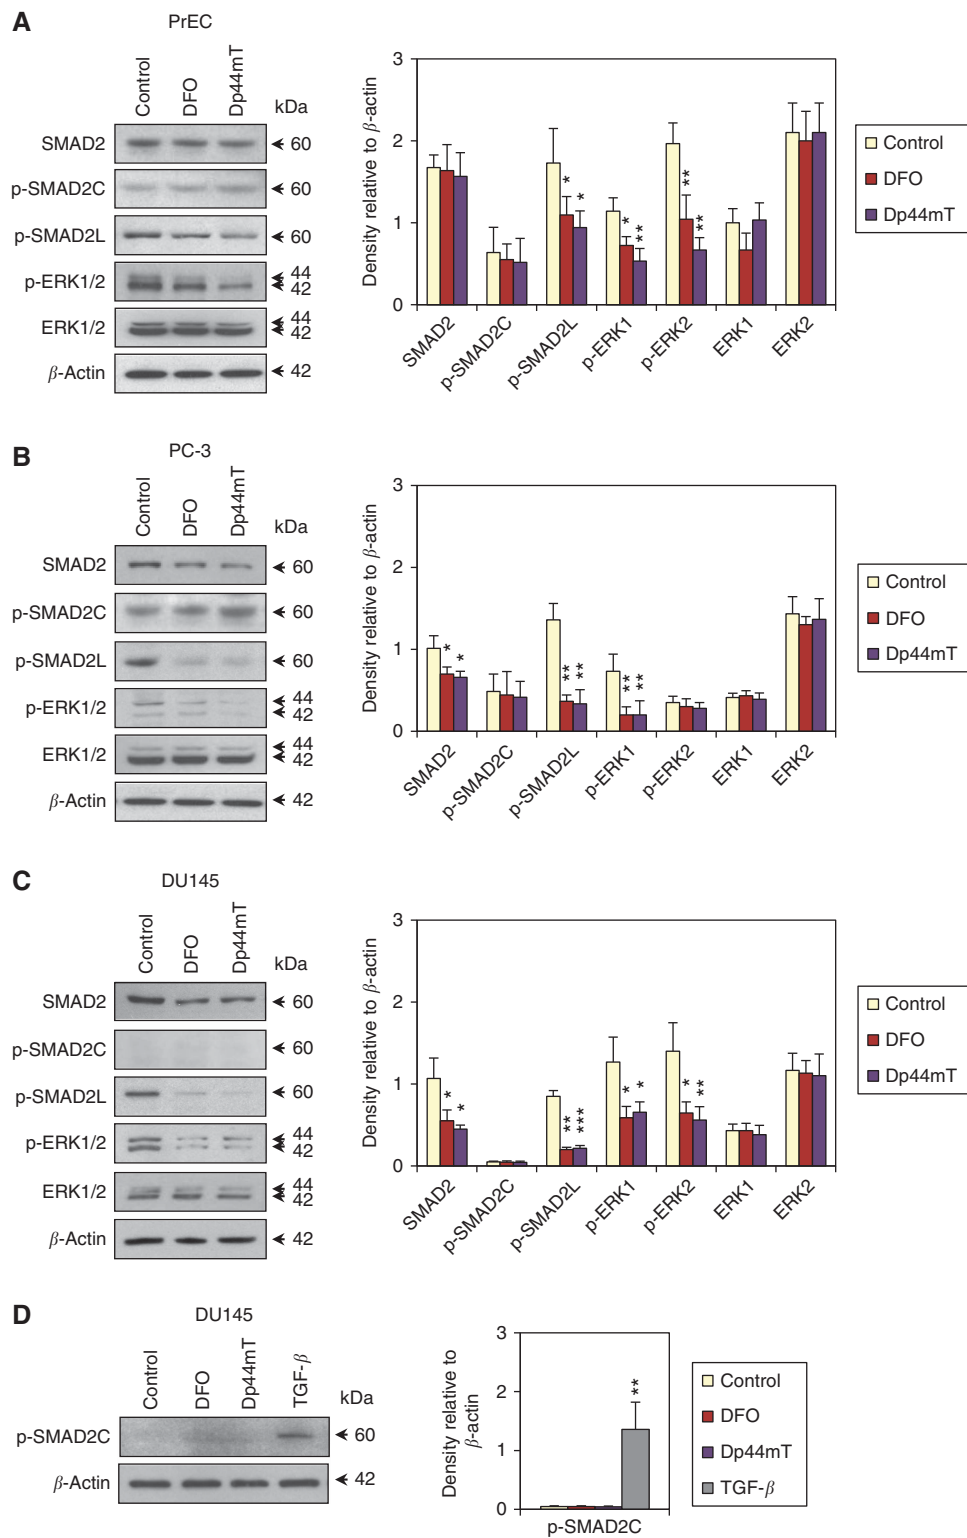 A
PrEC
Control
DFO
Dp44mT
kDa
SMAD2
60
p-SMAD2C
60
p-SMAD2L
60
p-ERK1/2
44
42
ERK1/2
44
42
β-Actin
42
Density relative to β-actin
3
2
1
0
**
*
*
*
**
**
SMAD2
p-SMAD2C
p-SMAD2L
p-ERK1
p-ERK2
ERK1
ERK2
Control
DFO
Dp44mT
B
PC-3
Control
DFO
Dp44mT
kDa
SMAD2
60
p-SMAD2C
60
p-SMAD2L
60
p-ERK1/2
44
42
ERK1/2
44
42
β-Actin
42
Density relative to β-actin
3
2
1
0
*
*
**
**
**
**
SMAD2
p-SMAD2C
p-SMAD2L
p-ERK1
p-ERK2
ERK1
ERK2
Control
DFO
Dp44mT
C
DU145
Control
DFO
Dp44mT
kDa
SMAD2
60
p-SMAD2C
60
p-SMAD2L
60
p-ERK1/2
44
42
ERK1/2
44
42
β-Actin
42
Density relative to β-actin
3
2
1
0
*
*
**
***
*
*
*
**
SMAD2
p-SMAD2C
p-SMAD2L
p-ERK1
p-ERK2
ERK1
ERK2
Control
DFO
Dp44mT
D
DU145
Control
DFO
Dp44mT
TGF-β
kDa
p-SMAD2C
60
β-Actin
42
Density relative to
β-actin
3
2
1
0
**
p-SMAD2C
Control
DFO
Dp44mT
TGF-β